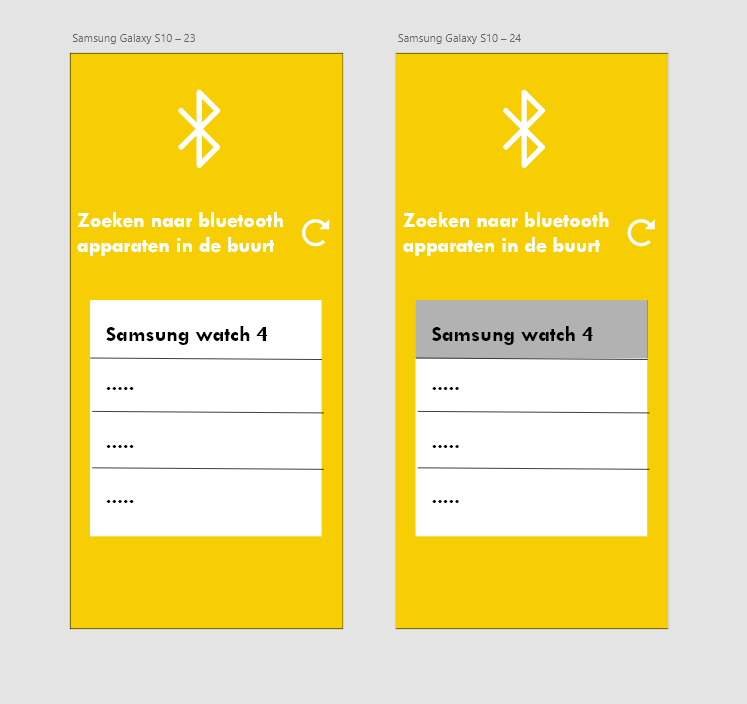 Samsung Galaxy S10 – 23
Zoeken naar bluetooth
apparaten in de buurt
Samsung watch 4
.....
.....
.....
Samsung Galaxy S10 – 24
Zoeken naar bluetooth
apparaten in de buurt
Samsung watch 4
.....
.....
.....